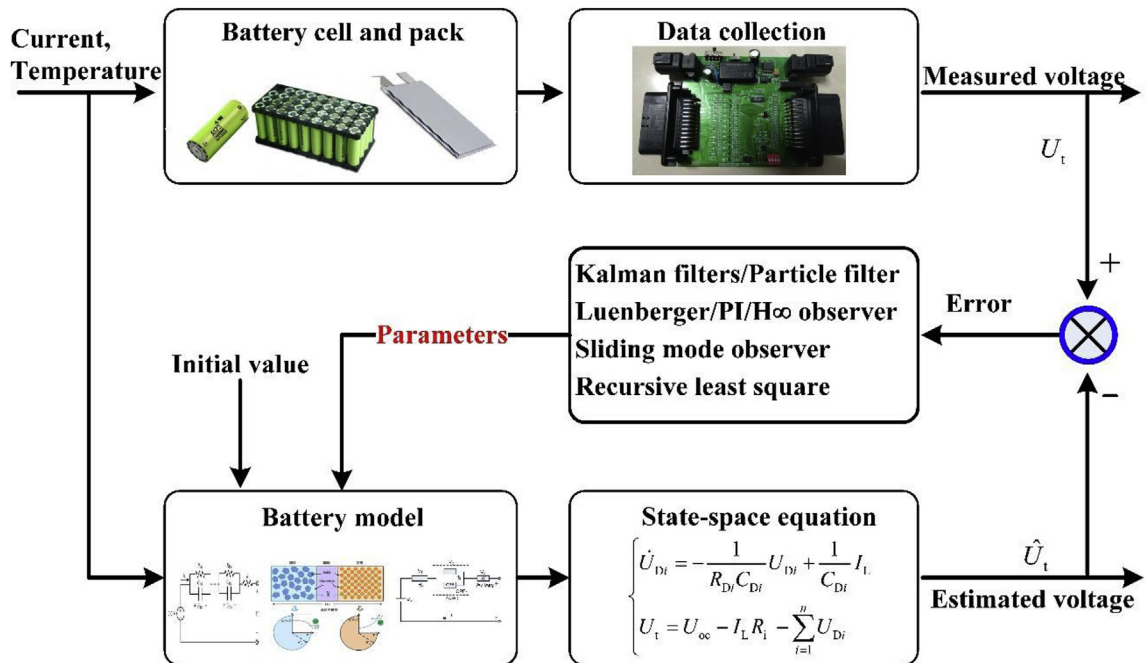 Current,
Temperature
Battery cell and pack
Data collection
Measured voltage
U_t
+
Kalman filters/Particle filter
Luenberger/PI/H∞ observer
Sliding mode observer
Recursive least square
Error
Parameters
Initial value
−
Battery model
State-space equation
U̇_Di = − 1/(R_Di C_Di) U_Di + 1/C_Di I_L
U_t = U_oc − I_L R_i − ∑_{i=1}^{n} U_Di
Û_t
Estimated voltage